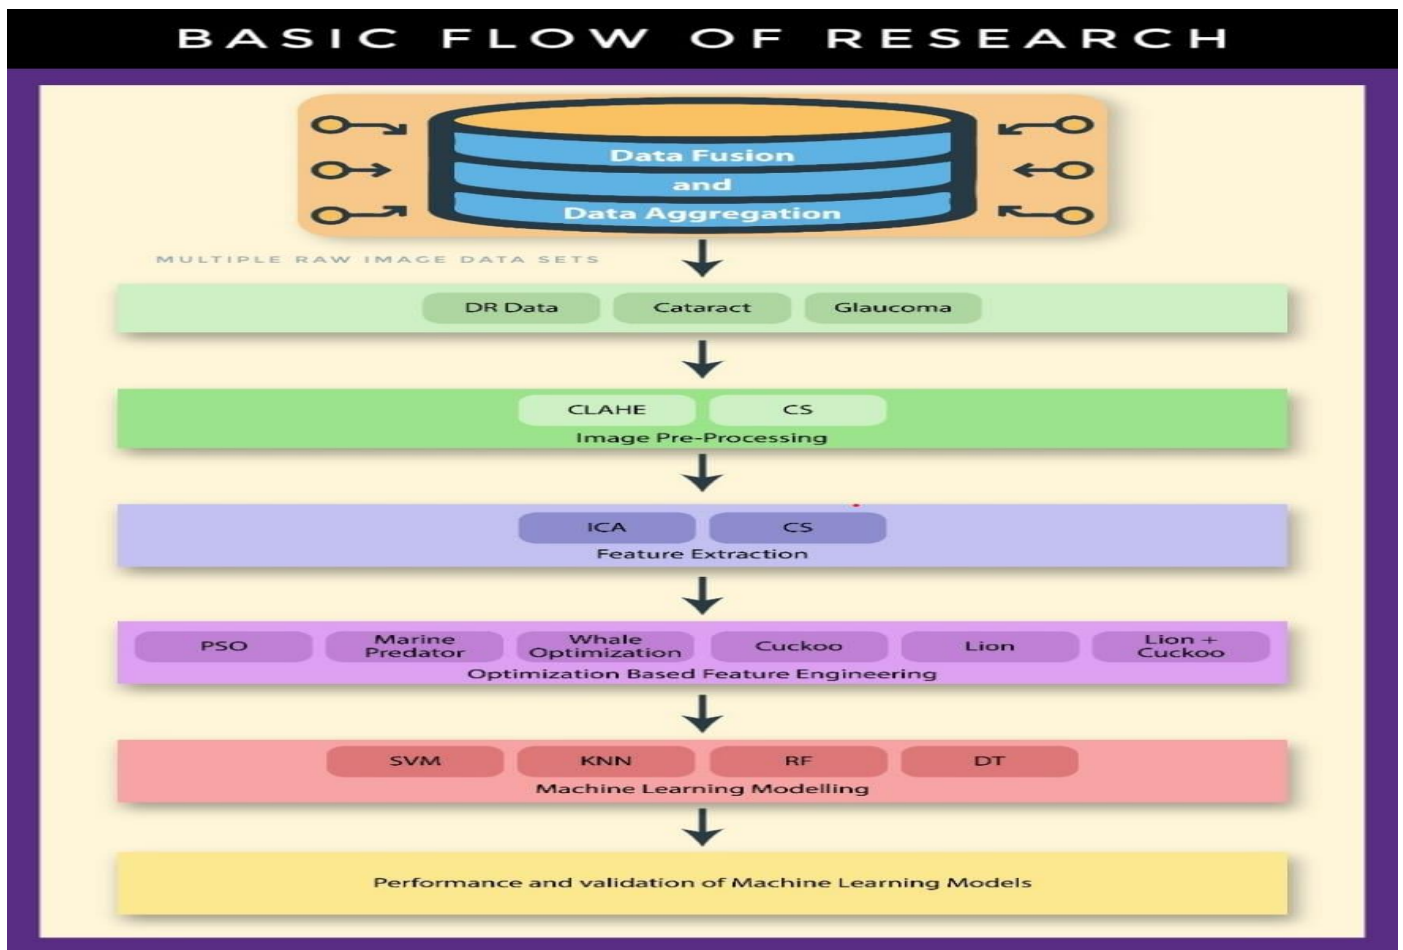 BASIC FLOW OF RESEARCH
Data Fusion
and
Data Aggregation
MULTIPLE RAW IMAGE DATA SETS
DR Data
Cataract
Glaucoma
CLAHE
CS
Image Pre-Processing
ICA
CS
Feature Extraction
PSO
Marine
Predator
Whale
Optimization
Cuckoo
Lion
Lion +
Cuckoo
Optimization Based Feature Engineering
SVM
KNN
RF
DT
Machine Learning Modelling
Performance and validation of Machine Learning Models